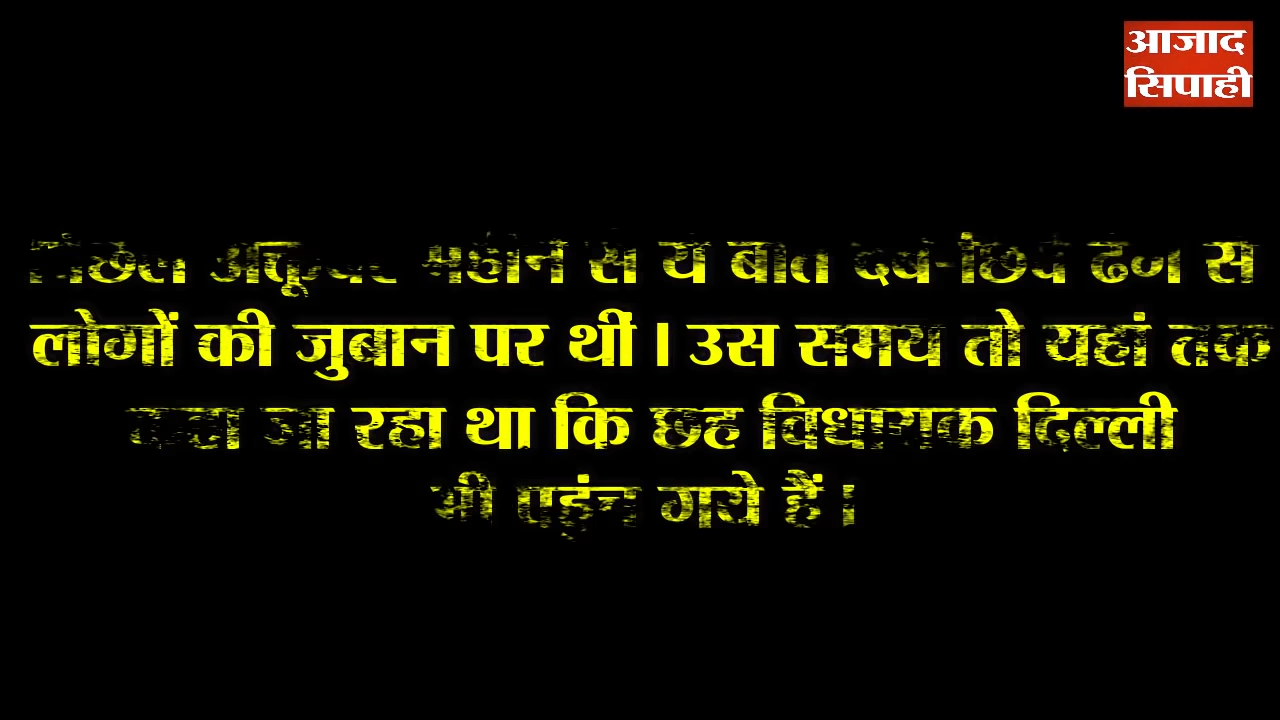 आजाद
सिपाही
पिछले अक्टूबर महीने से ये बात दबे-छिपे ढंग से
लोगों की जुबान पर थीं। उस समय तो यहां तक
कहा जा रहा था कि छह विधायक दिल्ली
भी पहुंच गये हैं।